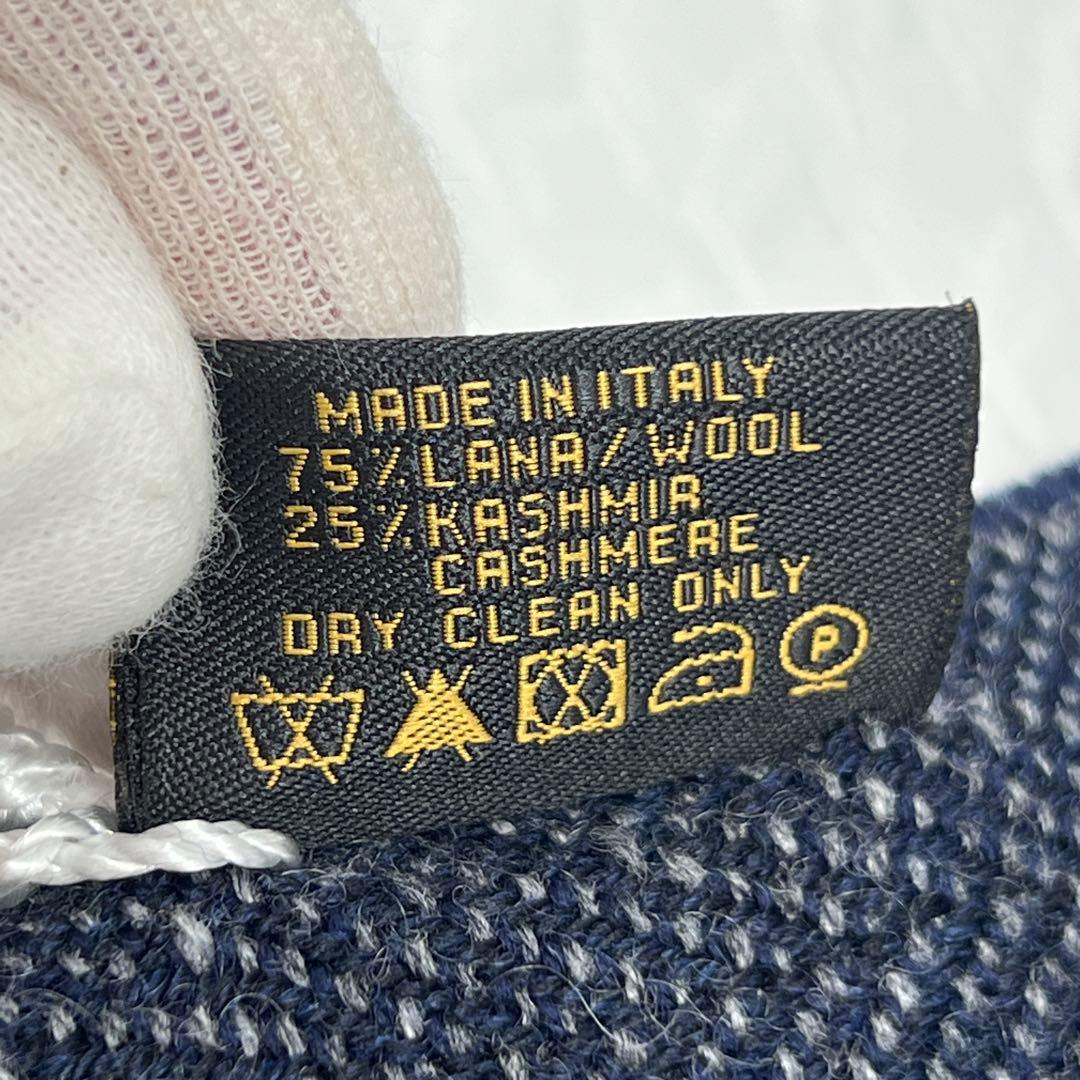 MADE IN ITALY
75% LANA/WOOL
25% KASHMIR
CASHMERE
DRY CLEAN ONLY
P